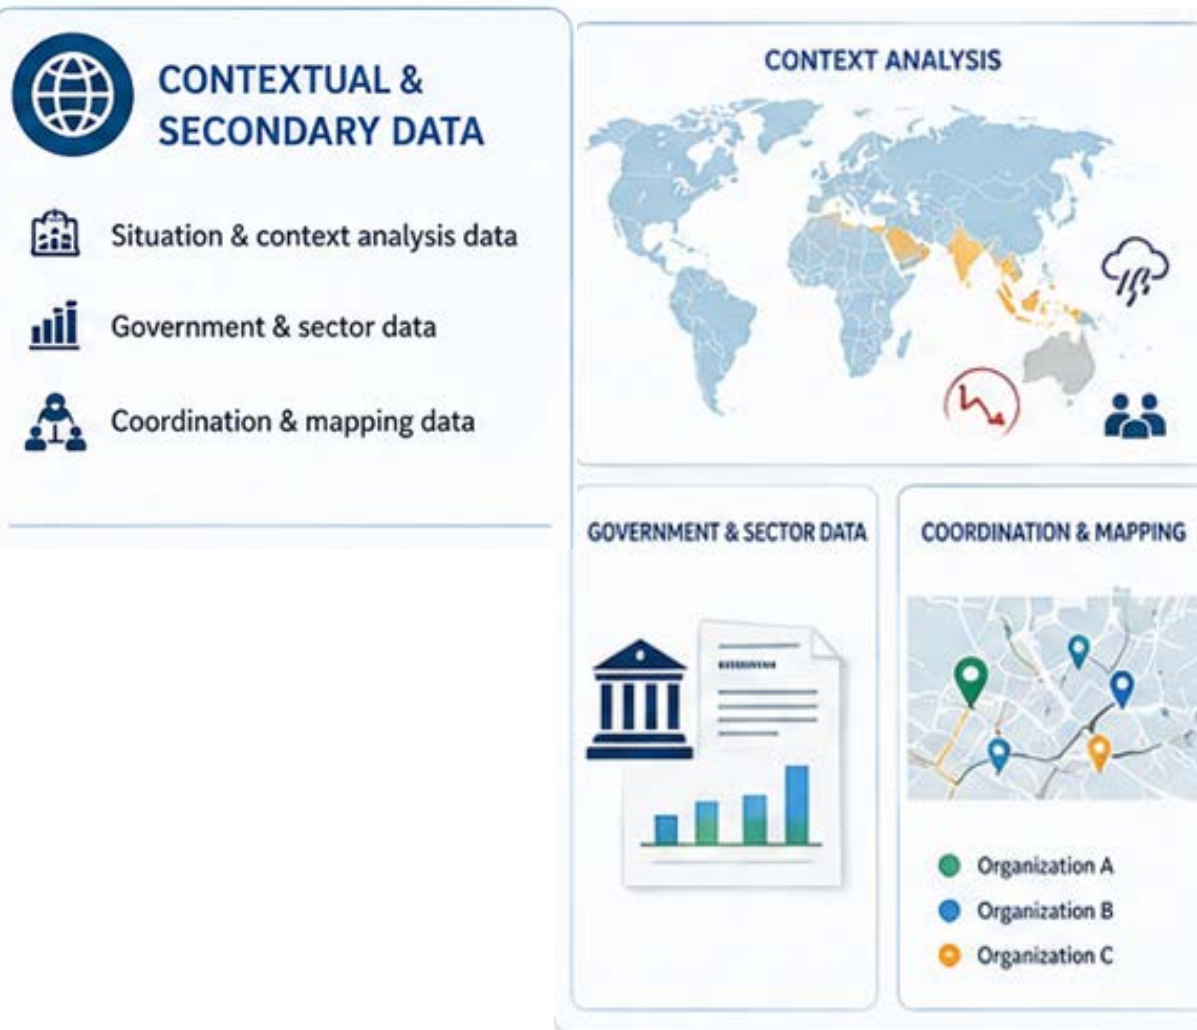 CONTEXTUAL &
SECONDARY DATA
Situation & context analysis data
Government & sector data
Coordination & mapping data
CONTEXT ANALYSIS
GOVERNMENT & SECTOR DATA
COORDINATION & MAPPING
Organization A
Organization B
Organization C